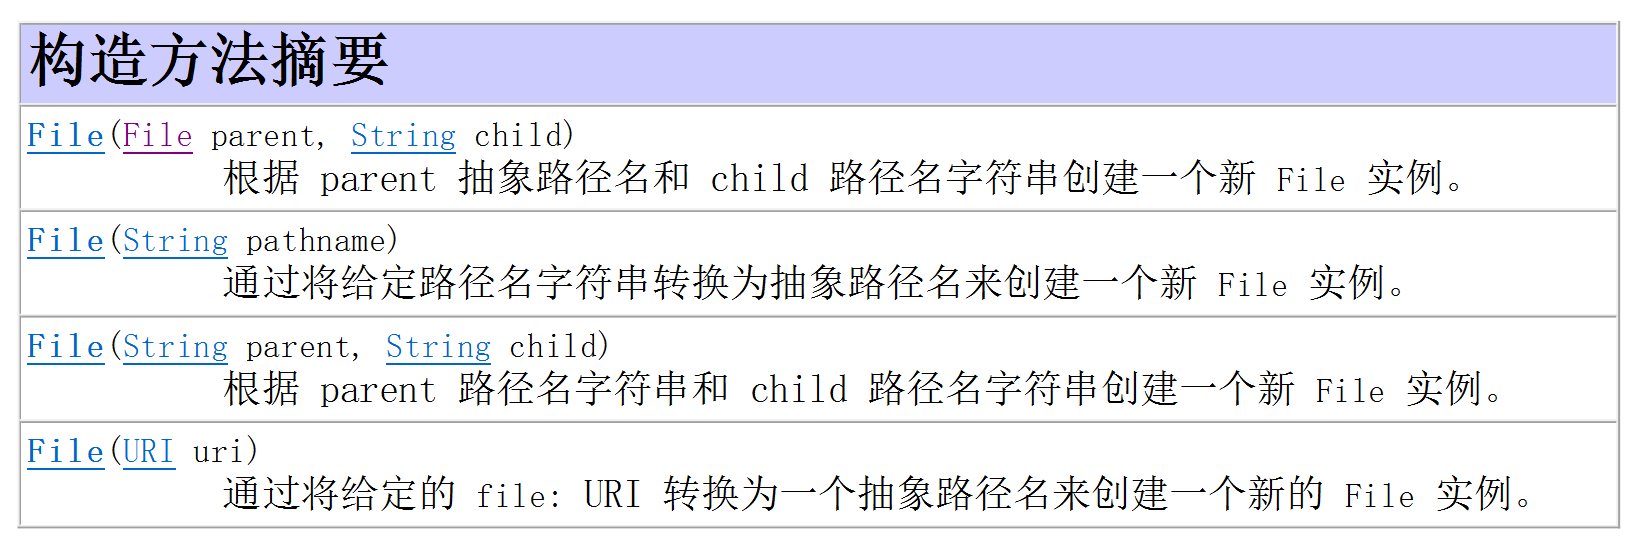 构造方法摘要
File(File parent, String child)
根据 parent 抽象路径名和 child 路径名字符串创建一个新 File 实例。
File(String pathname)
通过将给定路径名字符串转换为抽象路径名来创建一个新 File 实例。
File(String parent, String child)
根据 parent 路径名字符串和 child 路径名字符串创建一个新 File 实例。
File(URI uri)
通过将给定的 file: URI 转换为一个抽象路径名来创建一个新的 File 实例。